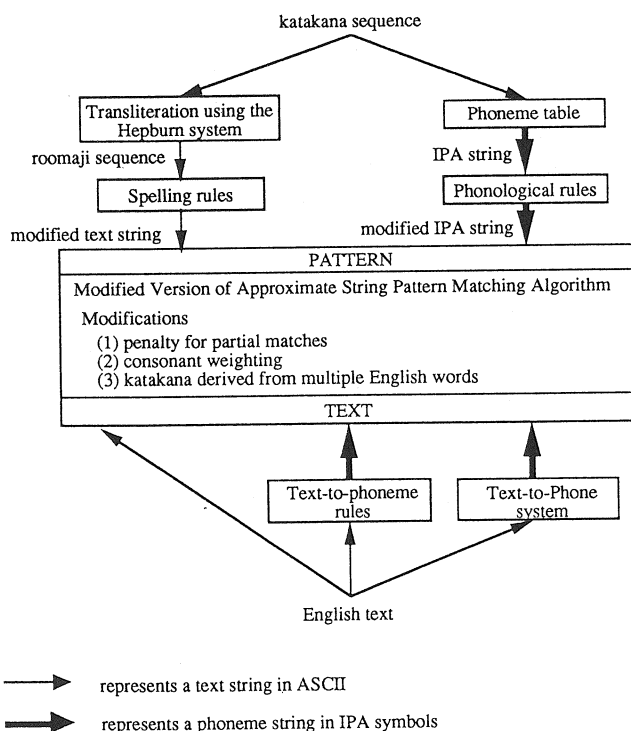 katakana sequence
Transliteration using the
Hepburn system
Phoneme table
roomaji sequence
IPA string
Spelling rules
Phonological rules
modified text string
modified IPA string
PATTERN
Modified Version of Approximate String Pattern Matching Algorithm
Modifications
(1) penalty for partial matches
(2) consonant weighting
(3) katakana derived from multiple English words
TEXT
Text-to-phoneme
rules
Text-to-Phone
system
English text
represents a text string in ASCII
represents a phoneme string in IPA symbols